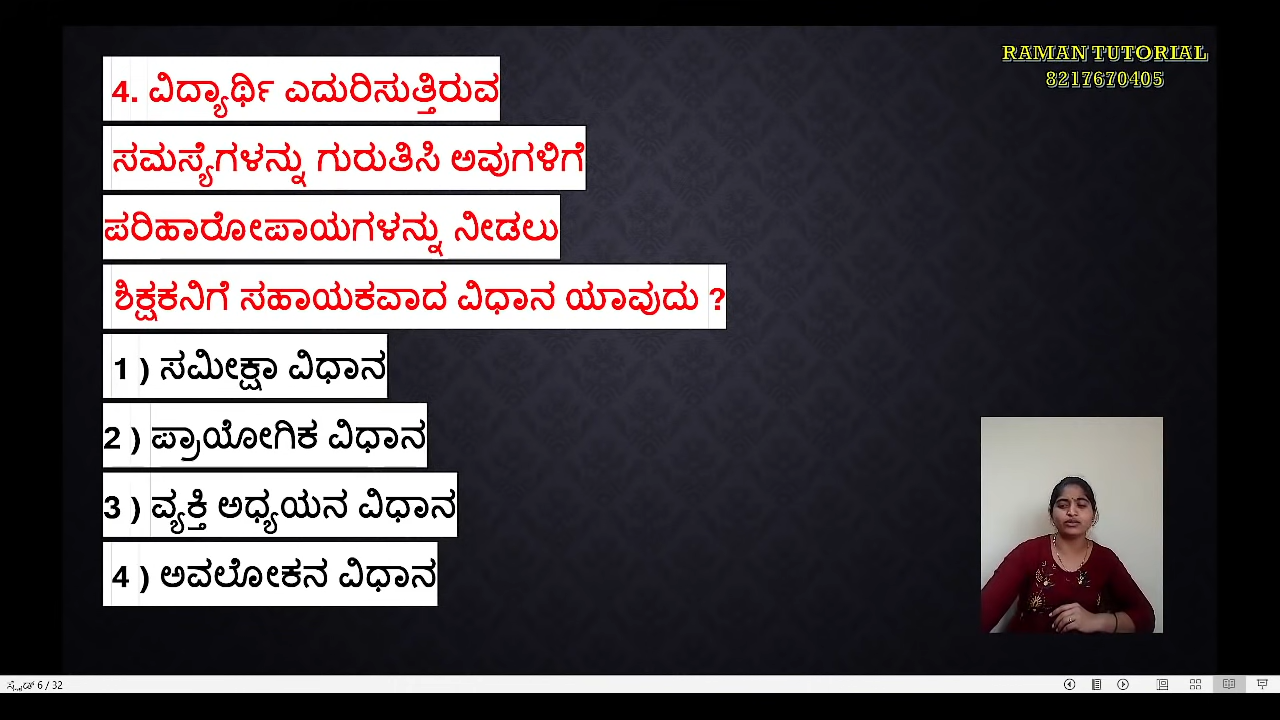 RAMAN TUTORIAL
8217670405
4. ವಿದ್ಯಾರ್ಥಿ ಎದುರಿಸುತ್ತಿರುವ
ಸಮಸ್ಯೆಗಳನ್ನು ಗುರುತಿಸಿ ಅವುಗಳಿಗೆ
ಪರಿಹಾರೋಪಾಯಗಳನ್ನು ನೀಡಲು
ಶಿಕ್ಷಕನಿಗೆ ಸಹಾಯಕವಾದ ವಿಧಾನ ಯಾವುದು ?
1 ) ಸಮೀಕ್ಷಾ ವಿಧಾನ
2 ) ಪ್ರಾಯೋಗಿಕ ವಿಧಾನ
3 ) ವ್ಯಕ್ತಿ ಅಧ್ಯಯನ ವಿಧಾನ
4 ) ಅವಲೋಕನ ವಿಧಾನ
ಸ್ಲೈಡ್ 6 / 32